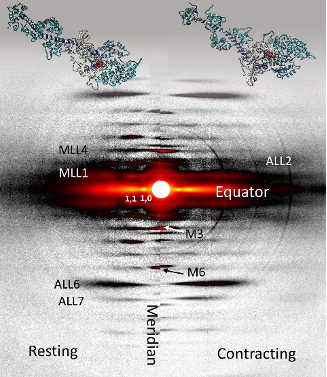 MLL4
ALL2
MLL1
1,1 1,0
Equator
M3
M6
ALL6
ALL7
Meridian
Resting
Contracting